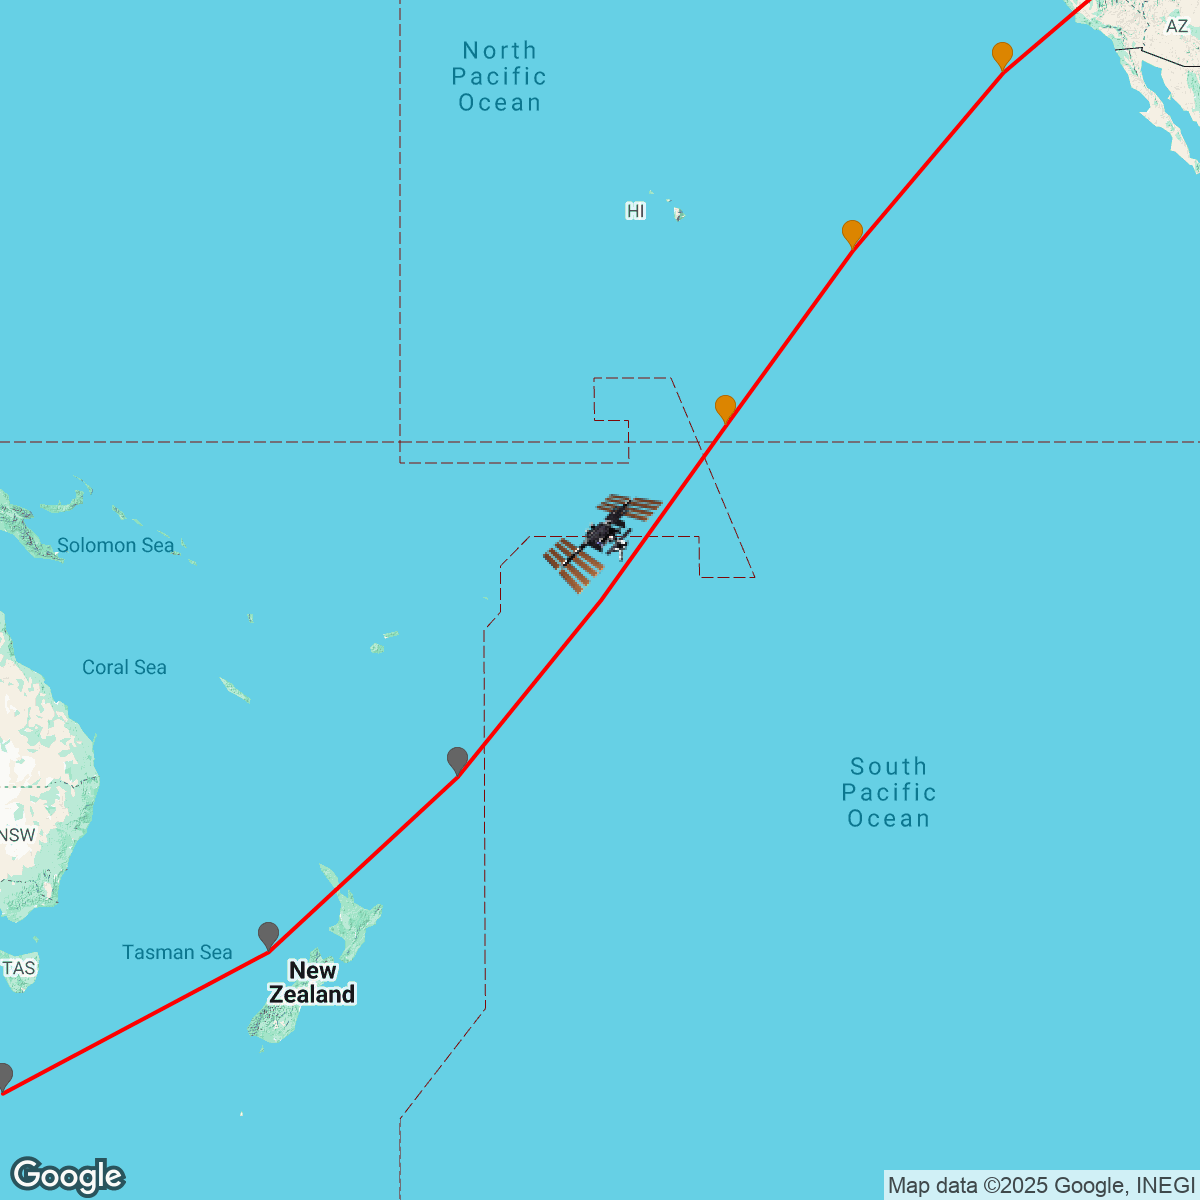 AZ
North
Pacific
Ocean
HI
Solomon Sea
Coral Sea
South
Pacific
Ocean
NSW
Tasman Sea
TAS
New
Zealand
Google
Map data ©2025 Google, INEGI